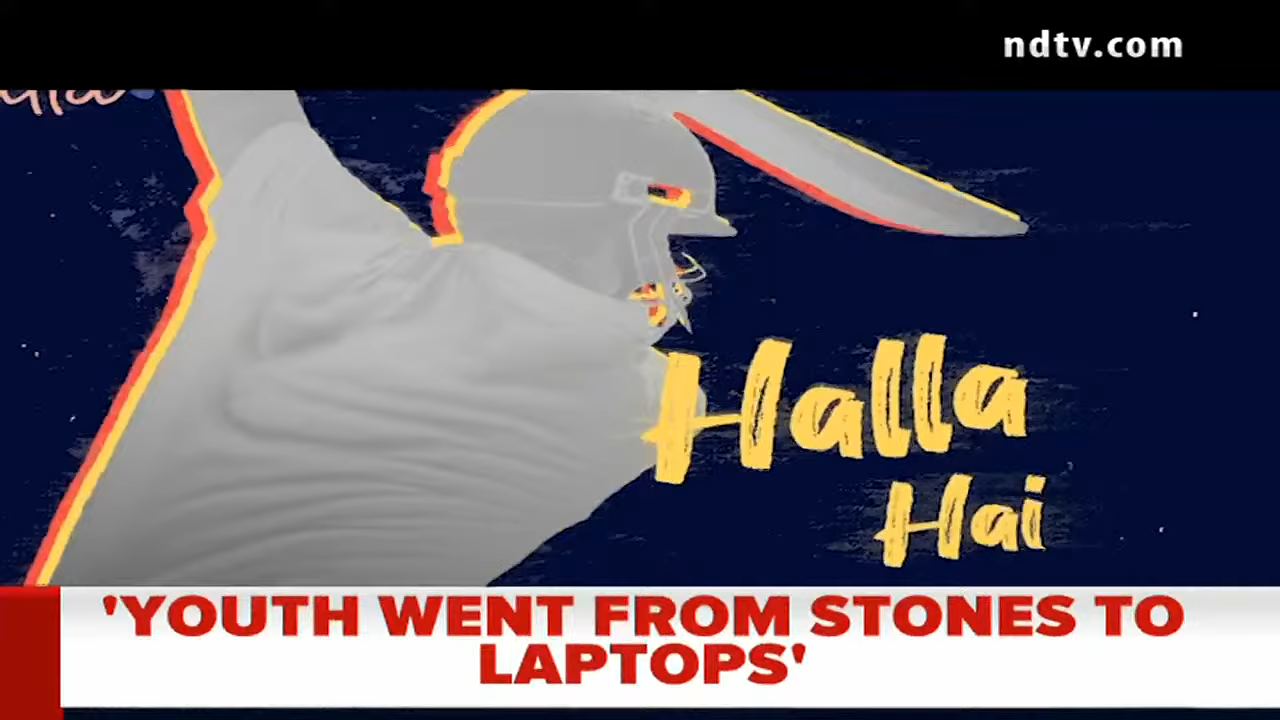 ndtv.com
Halla
Hai
'YOUTH WENT FROM STONES TO
LAPTOPS'